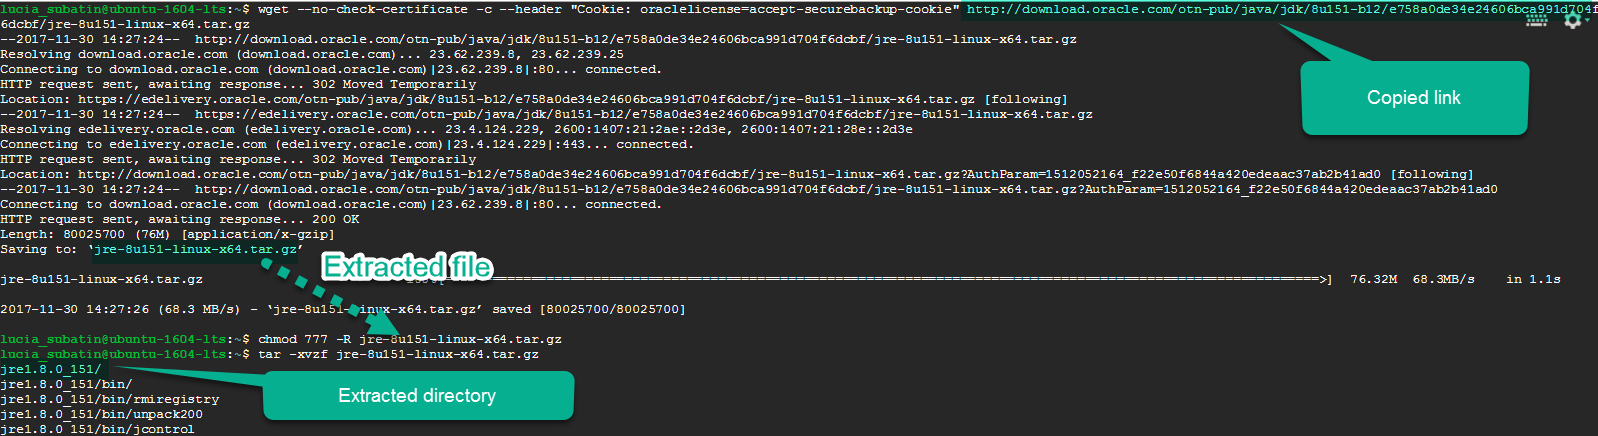 lucia_subatin@ubuntu-1604-lts:~$ wget --no-check-certificate -c --header "Cookie: oraclelicense=accept-securebackup-cookie" http://download.oracle.com/otn-pub/java/jdk/8u151-b12/e758a0de34e24606bca991d704f
6dcbf/jre-8u151-linux-x64.tar.gz
--2017-11-30 14:27:24-- http://download.oracle.com/otn-pub/java/jdk/8u151-b12/e758a0de34e24606bca991d704f6dcbf/jre-8u151-linux-x64.tar.gz
Resolving download.oracle.com (download.oracle.com)... 23.62.239.8, 23.62.239.25
Connecting to download.oracle.com (download.oracle.com)|23.62.239.8|:80... connected.
HTTP request sent, awaiting response... 302 Moved Temporarily
Location: https://edelivery.oracle.com/otn-pub/java/jdk/8u151-b12/e758a0de34e24606bca991d704f6dcbf/jre-8u151-linux-x64.tar.gz [following]
--2017-11-30 14:27:24-- https://edelivery.oracle.com/otn-pub/java/jdk/8u151-b12/e758a0de34e24606bca991d704f6dcbf/jre-8u151-linux-x64.tar.gz
Copied link
Resolving edelivery.oracle.com (edelivery.oracle.com)... 23.4.124.229, 2600:1407:21:2ae::2d3e, 2600:1407:21:28e::2d3e
Connecting to edelivery.oracle.com (edelivery.oracle.com)|23.4.124.229|:443... connected.
HTTP request sent, awaiting response... 302 Moved Temporarily
Location: http://download.oracle.com/otn-pub/java/jdk/8u151-b12/e758a0de34e24606bca991d704f6dcbf/jre-8u151-linux-x64.tar.gz?AuthParam=1512052164_f22e50f6844a420edeaac37ab2b41ad0 [following]
--2017-11-30 14:27:24-- http://download.oracle.com/otn-pub/java/jdk/8u151-b12/e758a0de34e24606bca991d704f6dcbf/jre-8u151-linux-x64.tar.gz?AuthParam=1512052164_f22e50f6844a420edeaac37ab2b41ad0
Connecting to download.oracle.com (download.oracle.com)|23.62.239.8|:80... connected.
HTTP request sent, awaiting response... 200 OK
Length: 80025700 (76M) [application/x-gzip]
Saving to: ‘jre-8u151-linux-x64.tar.gz’
Extracted file
jre-8u151-linux-x64.tar.gz 100%[=====================================================>] 76.32M 68.3MB/s in 1.1s
2017-11-30 14:27:26 (68.3 MB/s) - ‘jre-8u151-linux-x64.tar.gz’ saved [80025700/80025700]
lucia_subatin@ubuntu-1604-lts:~$ chmod 777 -R jre-8u151-linux-x64.tar.gz
lucia_subatin@ubuntu-1604-lts:~$ tar -xvzf jre-8u151-linux-x64.tar.gz
jre1.8.0_151/
jre1.8.0_151/bin/
Extracted directory
jre1.8.0_151/bin/rmiregistry
jre1.8.0_151/bin/unpack200
jre1.8.0_151/bin/jcontrol